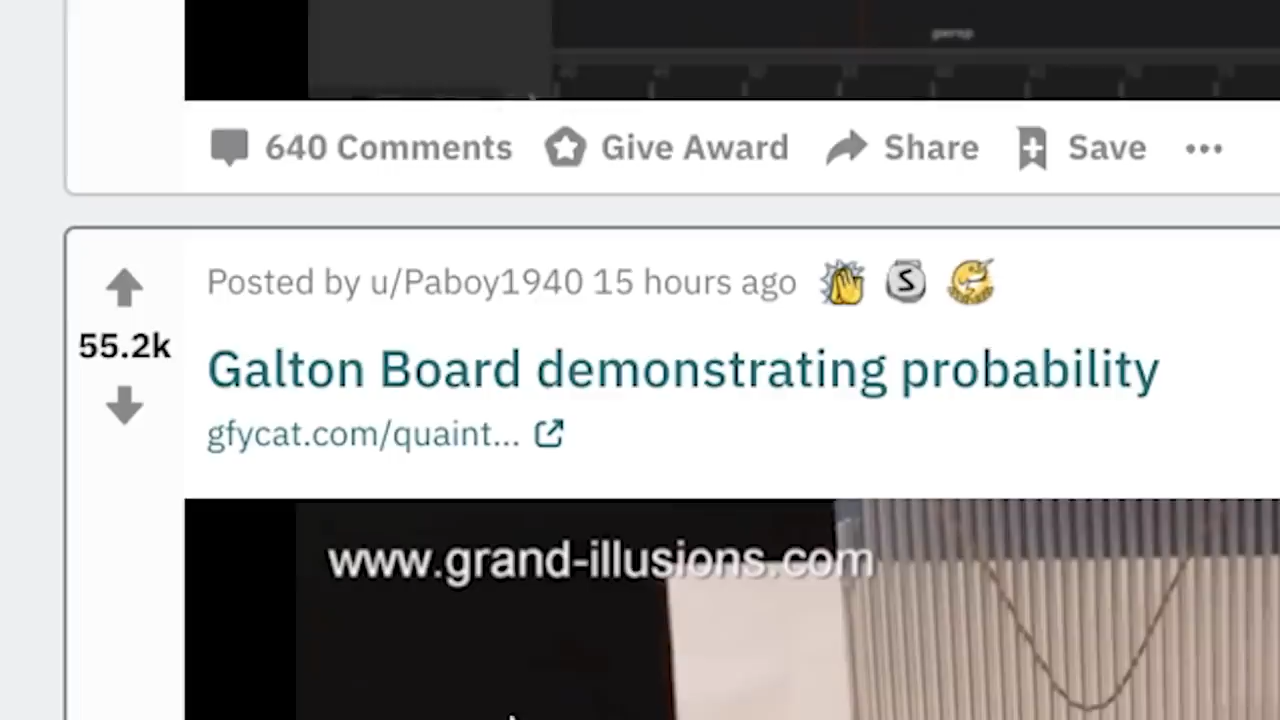 persp
640 Comments Give Award Share Save
Posted by u/Paboy1940 15 hours ago
55.2k
Galton Board demonstrating probability
gfycat.com/quaint...
www.grand-illusions.com